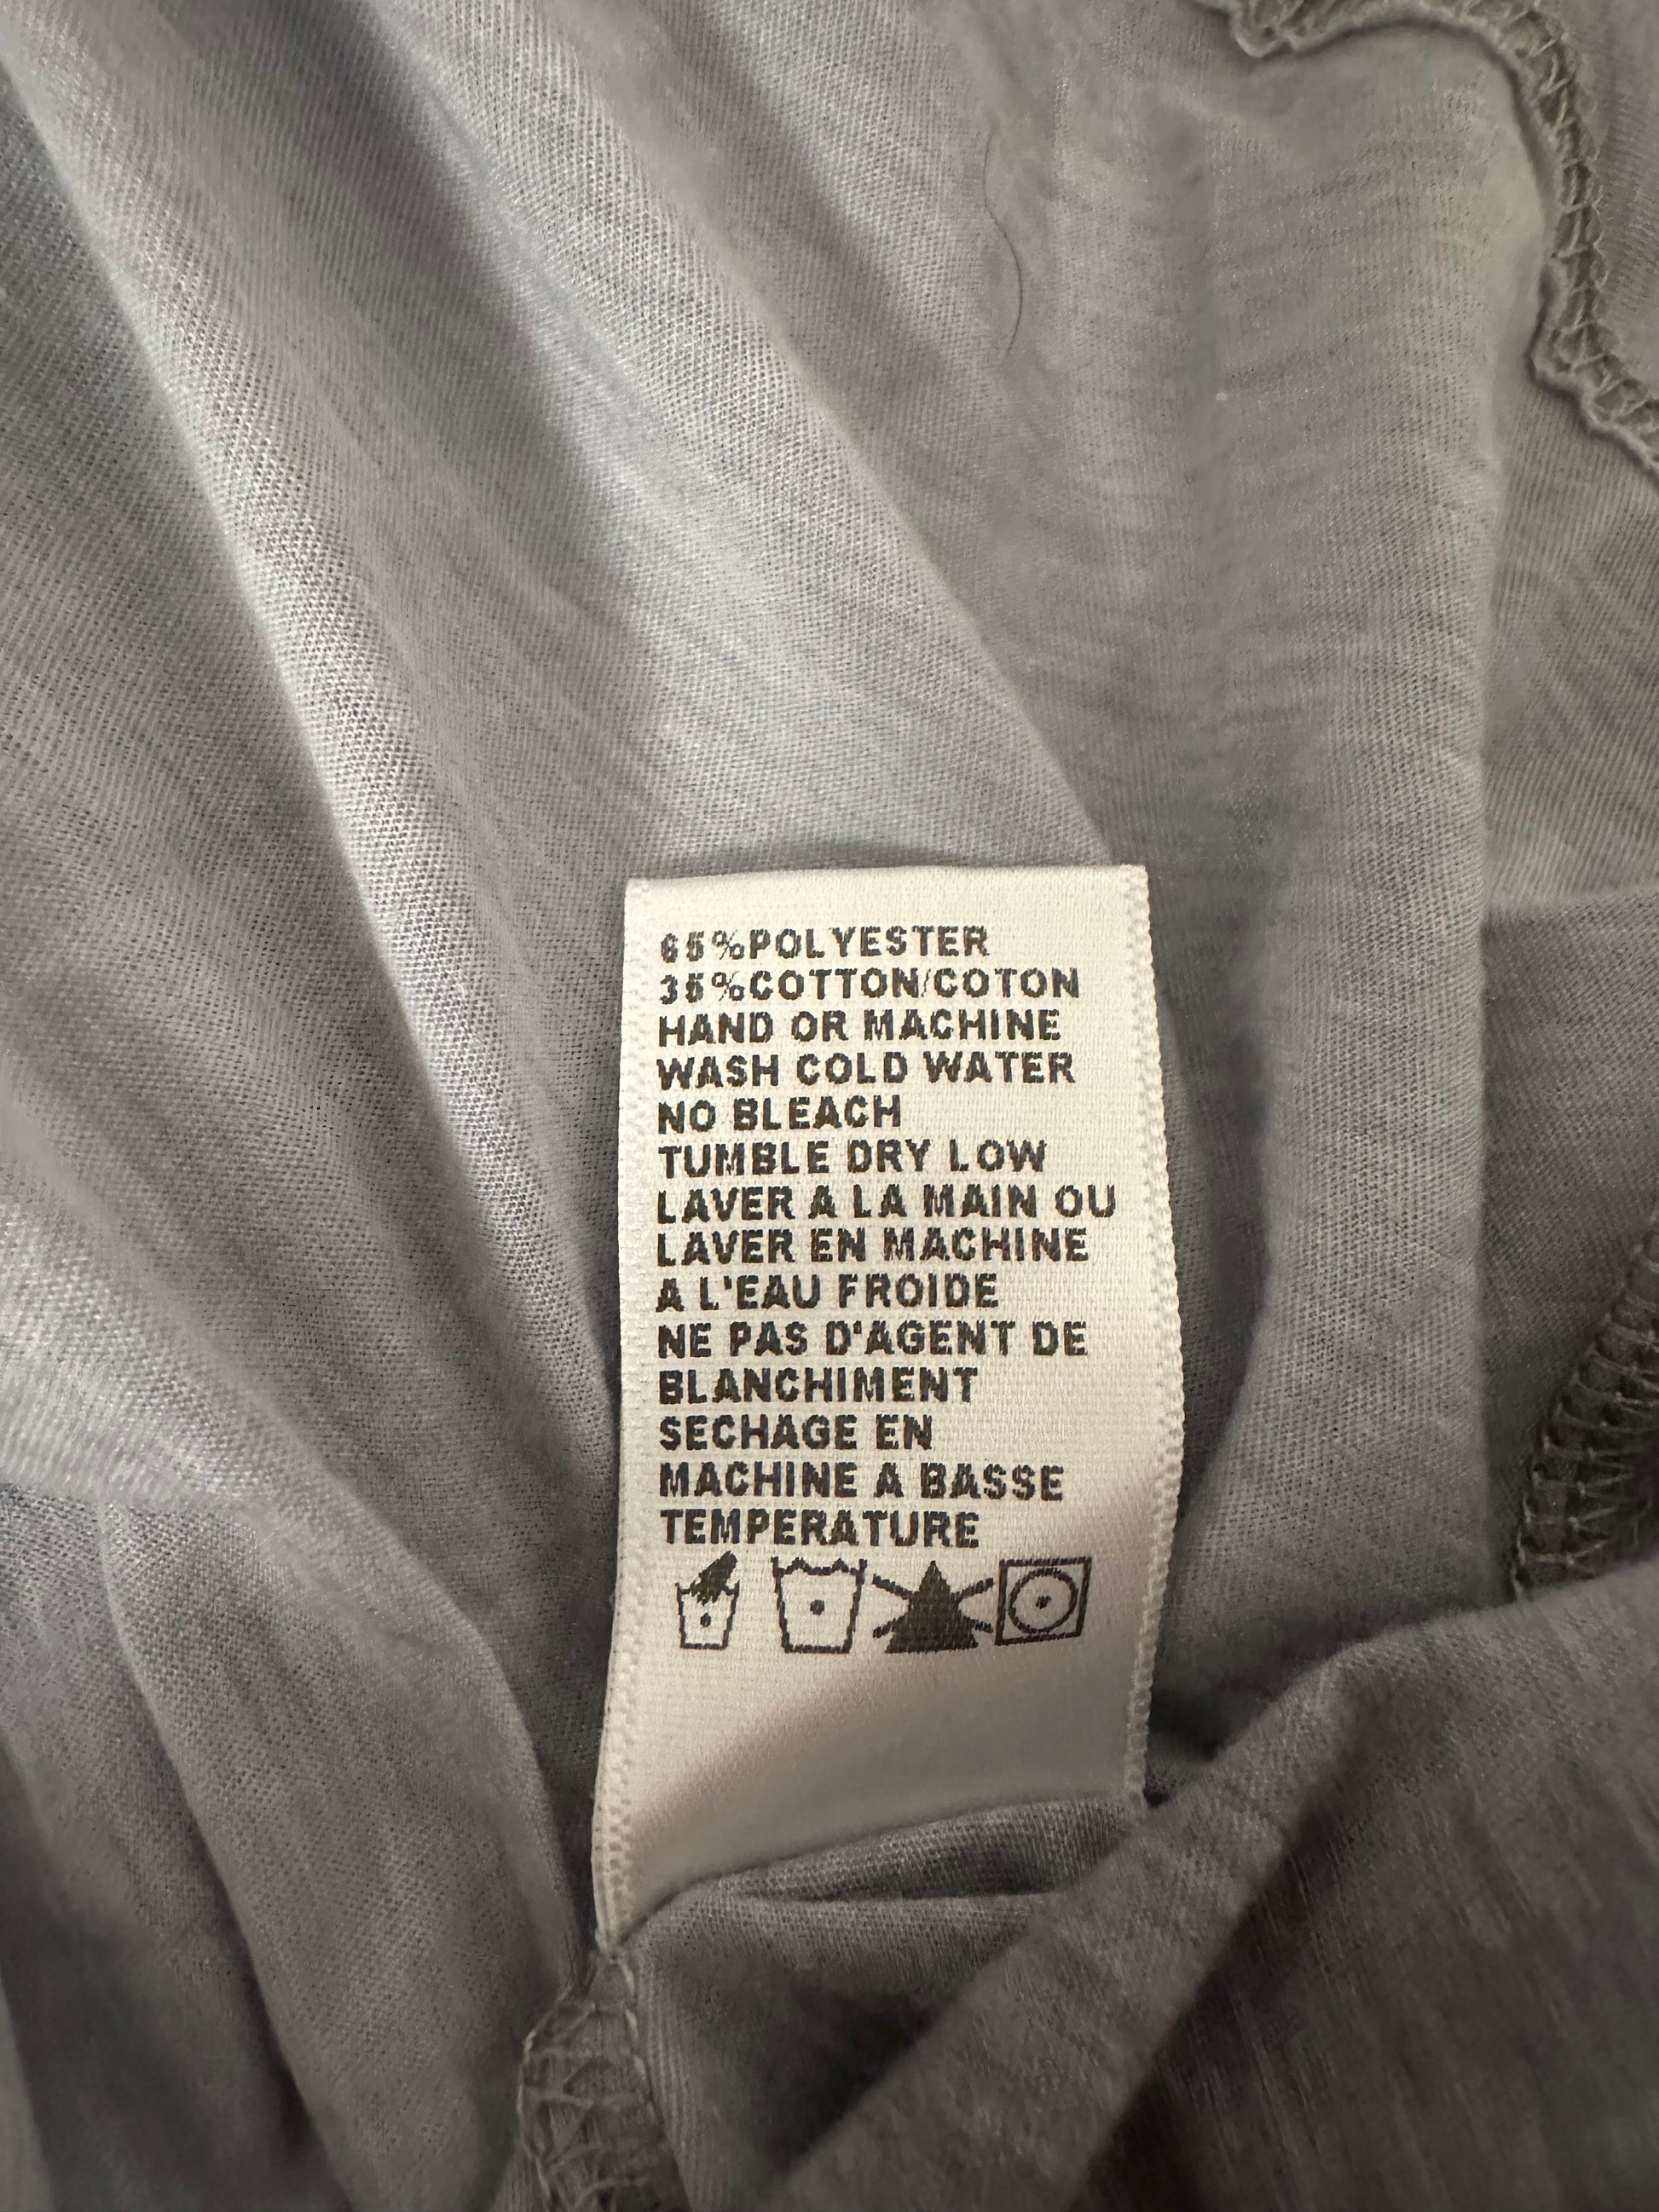 65%POLYESTER
35%COTTON/COTON
HAND OR MACHINE
WASH COLD WATER
NO BLEACH
TUMBLE DRY LOW
LAVER A LA MAIN OU
LAVER EN MACHINE
A L'EAU FROIDE
NE PAS D'AGENT DE
BLANCHIMENT
SECHAGE EN
MACHINE A BASSE
TEMPERATURE